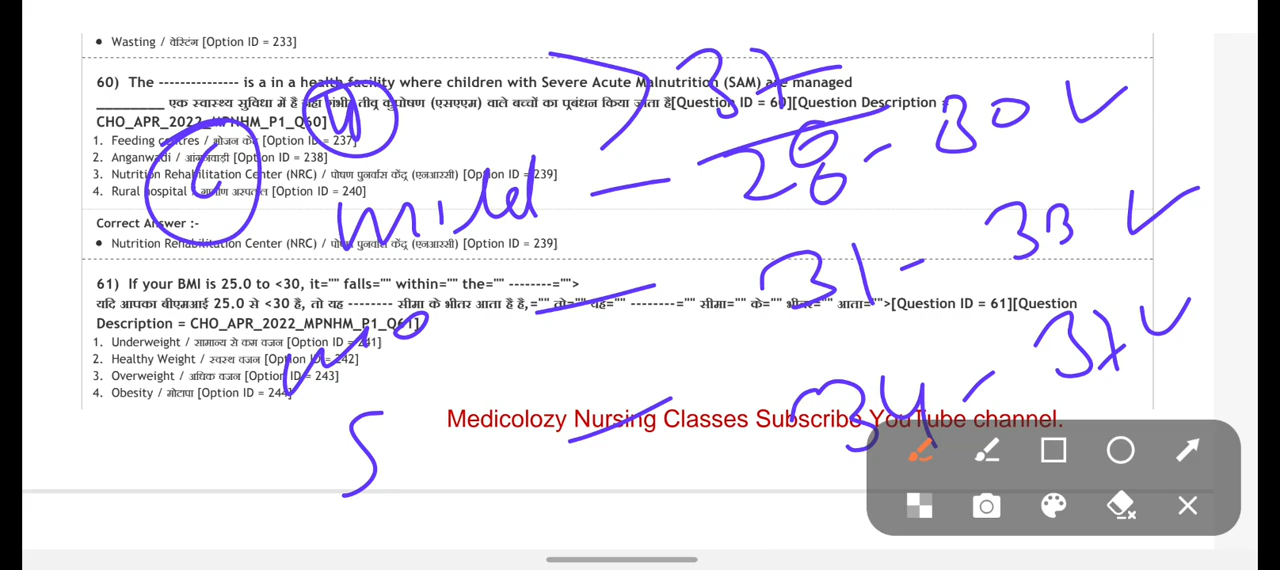 • Wasting / वेस्टिंग [Option ID = 233]
60) The --------------- is a in a health facility where children with Severe Acute Malnutrition (SAM) are managed
________ एक स्वास्थ्य सुविधा में है जहां गंभीर तीव्र कुपोषण (एसएएम) वाले बच्चों का प्रबंधन किया जाता है[Question ID = 60][Question Description =
CHO_APR_2022_MPNHM_P1_Q60]
1. Feeding centres / भोजन केंद्र [Option ID = 237]
2. Anganwadi / आंगनवाड़ी [Option ID = 238]
3. Nutrition Rehabilitation Center (NRC) / पोषण पुनर्वास केंद्र (एनआरसी) [Option ID = 239]
4. Rural hospital / ग्रामीण अस्पताल [Option ID = 240]
Correct Answer :-
• Nutrition Rehabilitation Center (NRC) / पोषण पुनर्वास केंद्र (एनआरसी) [Option ID = 239]
61) If your BMI is 25.0 to <30, it="" falls="" within="" the="" --------="">
यदि आपका बीएमआई 25.0 से <30 है, तो यह -------- सीमा के भीतर आता है है,="" तो="" यह="" --------="" सीमा="" के="" भीतर="" आता="">[Question ID = 61][Question
Description = CHO_APR_2022_MPNHM_P1_Q61]
1. Underweight / सामान्य से कम वजन [Option ID = 241]
2. Healthy Weight / स्वस्थ वजन [Option ID = 242]
3. Overweight / अधिक वजन [Option ID = 243]
4. Obesity / मोटापा [Option ID = 244]
37
mild — 28 - 30 ✓
mo — 31 - 33 ✓
S — 34 - 37 ✓
C
Medicolozy Nursing Classes Subscribe YouTube channel.